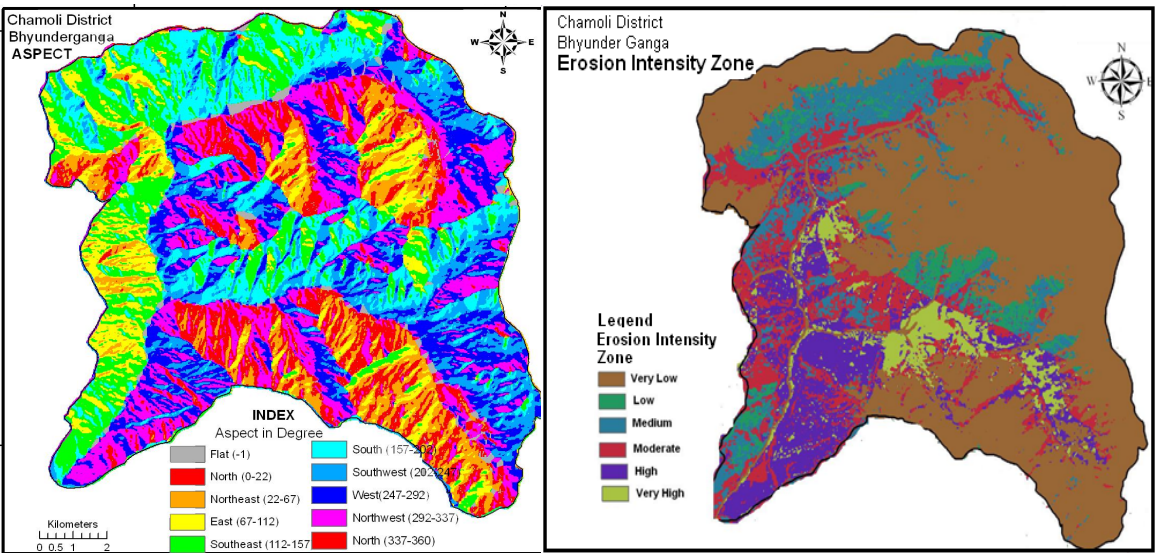 Chamoli District
Bhyunderganga
ASPECT
N
W E
S
INDEX
Aspect in Degree
Flat (-1)
North (0-22)
Northeast (22-67)
East (67-112)
Southeast (112-157
South (157-202)
Southwest (202-247)
West(247-292)
Northwest (292-337)
North (337-360)
Kilometers
0 0.5 1 2
Chamoli District
Bhyunder Ganga
Erosion Intensity Zone
N
W E
S
Legend
Erosion Intensity
Zone
Very Low
Low
Medium
Moderate
High
Very High